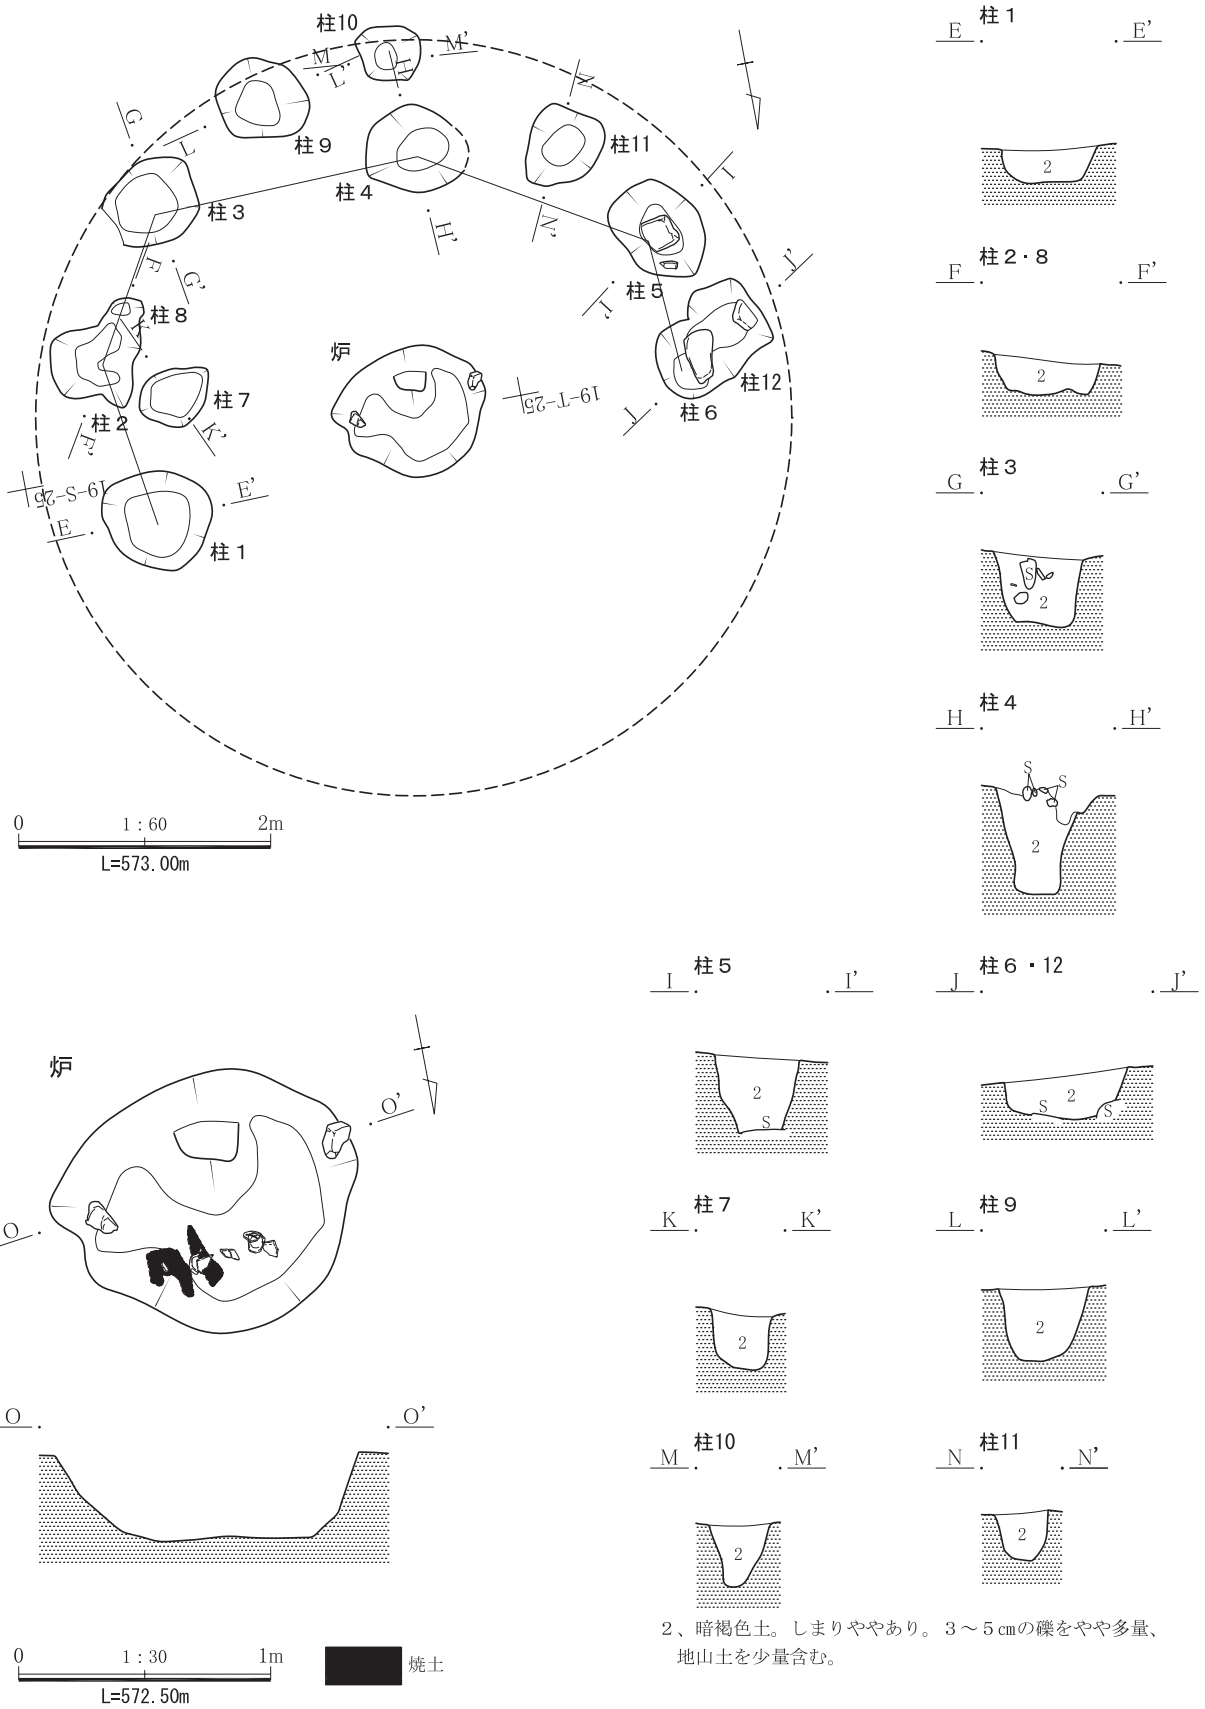 柱10
M
M’
L’
H
N
G
L
柱９
柱11
柱４
I
柱３
H’
N’
F
G’
柱５
J’
I’
柱８
K
炉
柱12
柱７
19-T-25
柱６
J
柱２
F’
K’
19-S-25
E’
E
柱１
0
1：60
2m
L=573.00m
柱１
E
E’
2
柱２・８
F
F’
2
柱３
G
G’
S
2
柱４
H
H’
S
S
2
柱５
I
I’
2
S
柱６・12
J
J’
2
S
S
柱７
K
K’
2
柱９
L
L’
2
柱10
M
M’
2
柱11
N
N’
2
炉
O’
O
O
O’
0
1：30
1m
L=572.50m
焼土
２、暗褐色土。しまりややあり。３～５㎝の礫をやや多量、
地山土を少量含む。